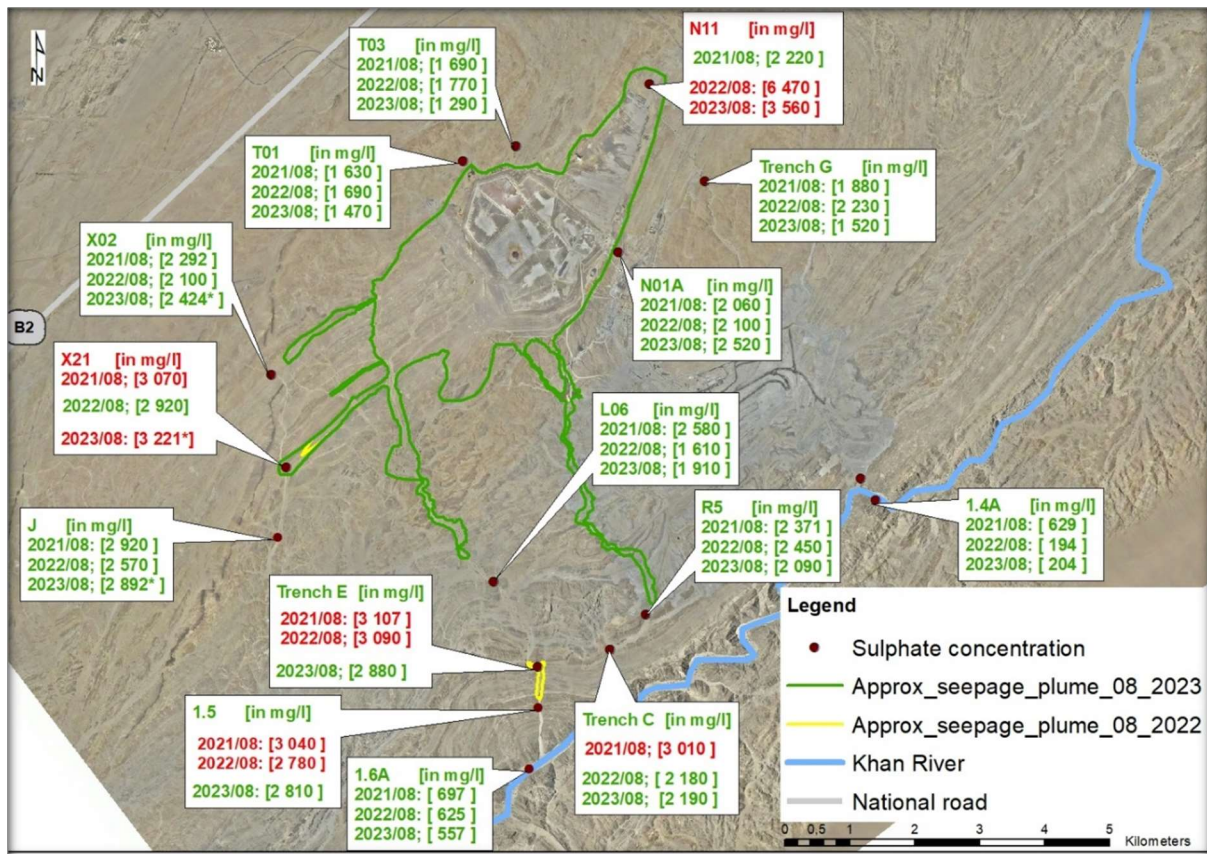 N
T03 [in mg/l]
2021/08; [1 690 ]
2022/08; [1 770 ]
2023/08; [1 290 ]
N11 [in mg/l]
2021/08; [2 220 ]
2022/08: [6 470 ]
2023/08: [3 560 ]
T01 [in mg/l]
2021/08; [1 630 ]
2022/08; [1 690 ]
2023/08; [1 470 ]
Trench G [in mg/l]
2021/08: [1 880 ]
2022/08; [2 230 ]
2023/08; [1 520 ]
X02 [in mg/l]
2021/08; [2 292 ]
2022/08; [2 100 ]
2023/08; [2 424* ]
N01A [in mg/l]
2021/08: [2 060 ]
2022/08: [2 100 ]
2023/08; [2 520 ]
B2
X21 [in mg/l]
2021/08; [3 070]
2022/08; [2 920]
2023/08: [3 221*]
L06 [in mg/l]
2021/08: [2 580 ]
2022/08; [1 610 ]
2023/08; [1 910 ]
R5 [in mg/l]
2021/08: [2 371 ]
2022/08; [2 450 ]
2023/08: [2 090 ]
1.4A [in mg/l]
2021/08; [ 629 ]
2022/08; [ 194 ]
2023/08; [ 204 ]
J [in mg/l]
2021/08: [2 920 ]
2022/08; [2 570 ]
2023/08; [2 892* ]
Trench E [in mg/l]
2021/08: [3 107 ]
2022/08; [3 090 ]
2023/08: [2 880 ]
1.5 [in mg/l]
2021/08: [3 040 ]
2022/08: [2 780 ]
2023/08: [2 810 ]
1.6A [in mg/l]
2021/08: [ 697 ]
2022/08: [ 625 ]
2023/08; [ 557 ]
Trench C [in mg/l]
2021/08; [3 010 ]
2022/08; [ 2 180 ]
2023/08; [ 2 190 ]
Legend
Sulphate concentration
Approx_seepage_plume_08_2023
Approx_seepage_plume_08_2022
Khan River
National road
0 0,5 1 2 3 4 5
Kilometers